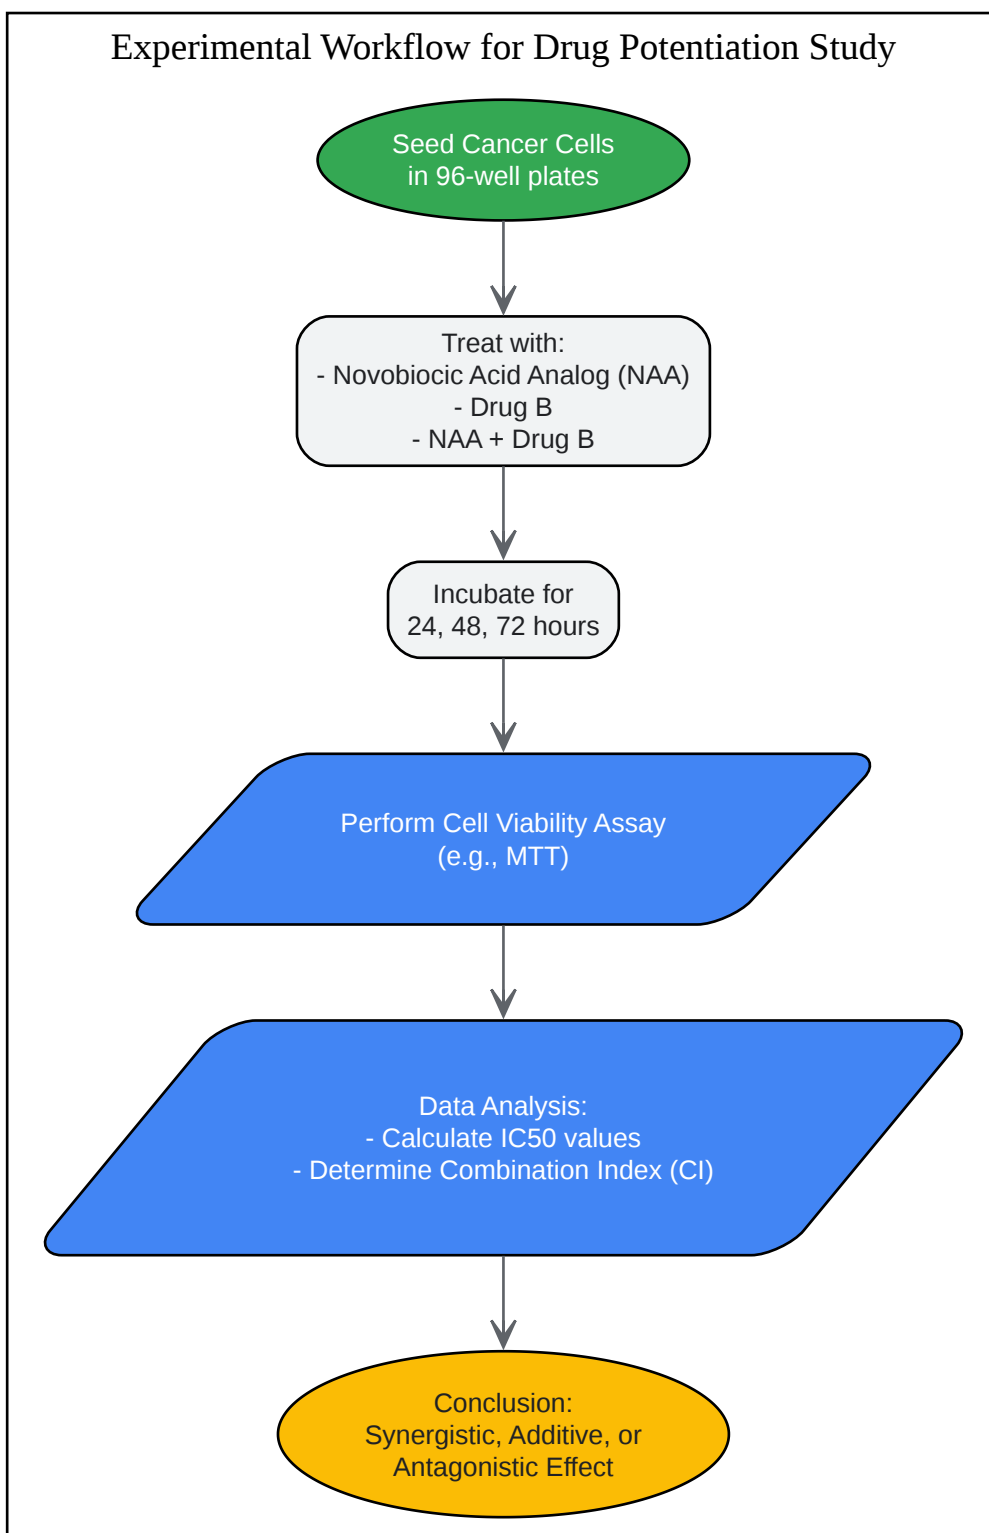 Experimental Workflow for Drug Potentiation Study
Seed Cancer Cells
in 96-well plates
Treat with:
- Novobiocic Acid Analog (NAA)
- Drug B
- NAA + Drug B
Incubate for
24, 48, 72 hours
Perform Cell Viability Assay
(e.g., MTT)
Data Analysis:
- Calculate IC50 values
- Determine Combination Index (CI)
Conclusion:
Synergistic, Additive, or
Antagonistic Effect